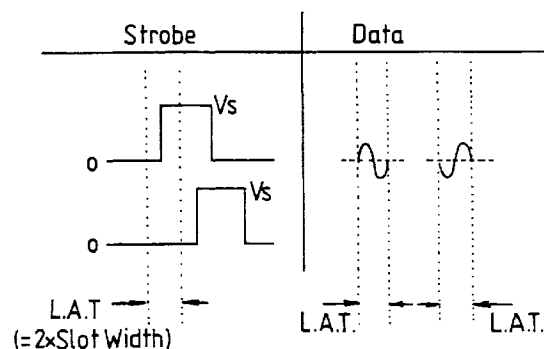 Strobe
Data
Vs
0
Vs
0
L.A.T
(=2×Slot Width)
L.A.T.
L.A.T.